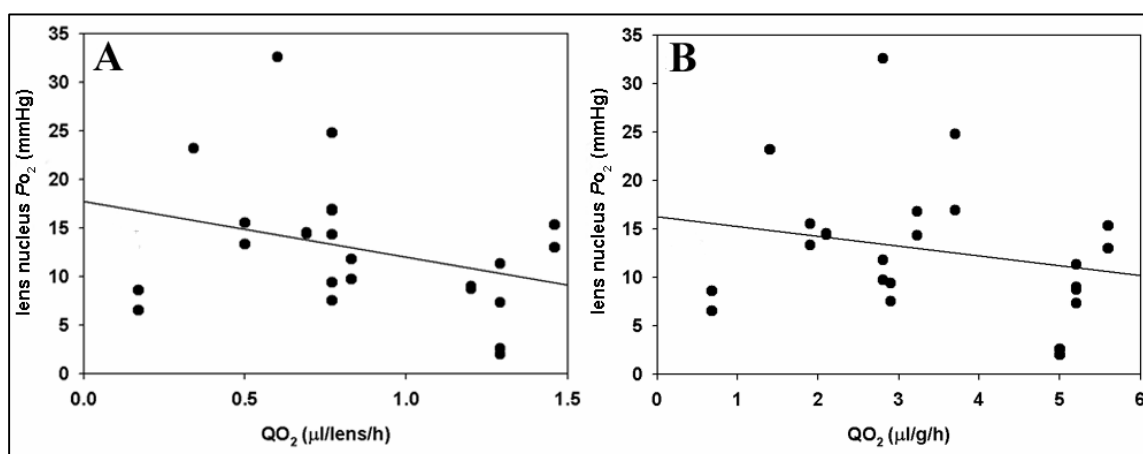 A
35
30
25
20
15
10
5
0
lens nucleus Po₂ (mmHg)
0.0 0.5 1.0 1.5
QO₂ (µl/lens/h)
B
35
30
25
20
15
10
5
0
lens nucleus Po₂ (mmHg)
0 1 2 3 4 5 6
QO₂ (µl/g/h)